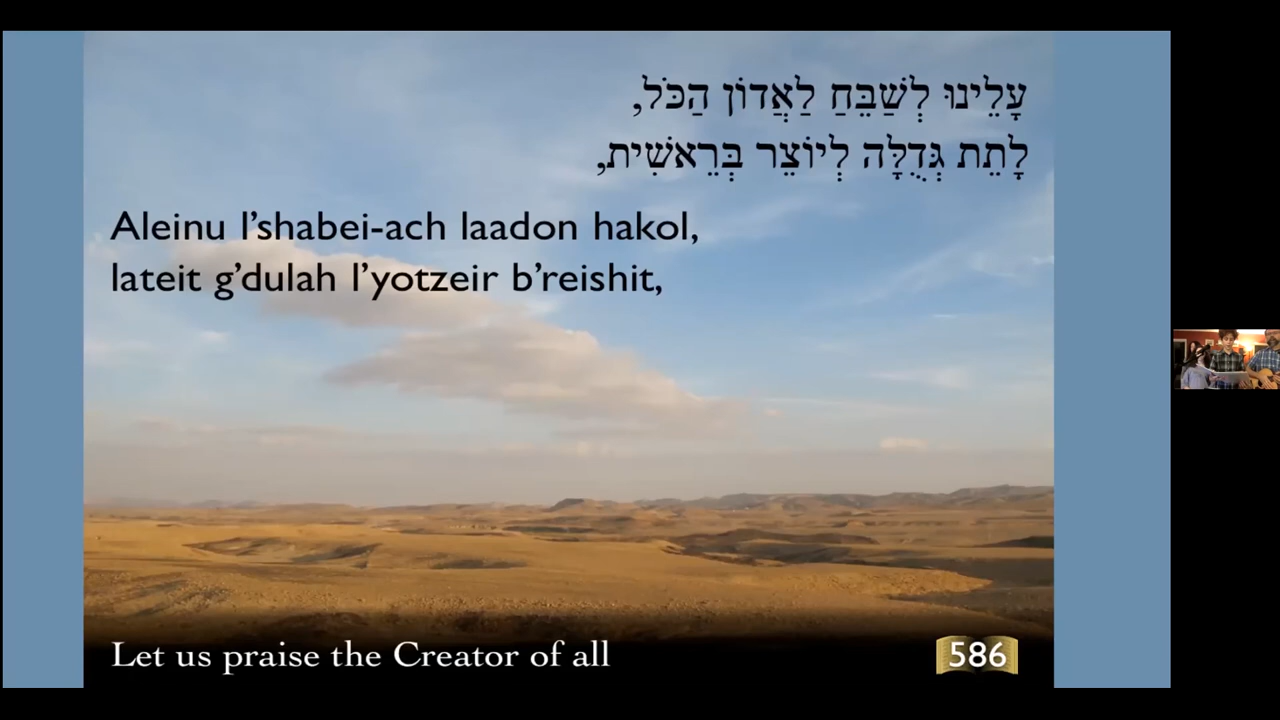 עָלֵינוּ לְשַׁבֵּחַ לַאֲדוֹן הַכֹּל,
לָתֵת גְּדֻלָּה לְיוֹצֵר בְּרֵאשִׁית,
Aleinu l’shabei-ach laadon hakol,
lateit g’dulah l’yotzeir b’reishit,
Let us praise the Creator of all
586